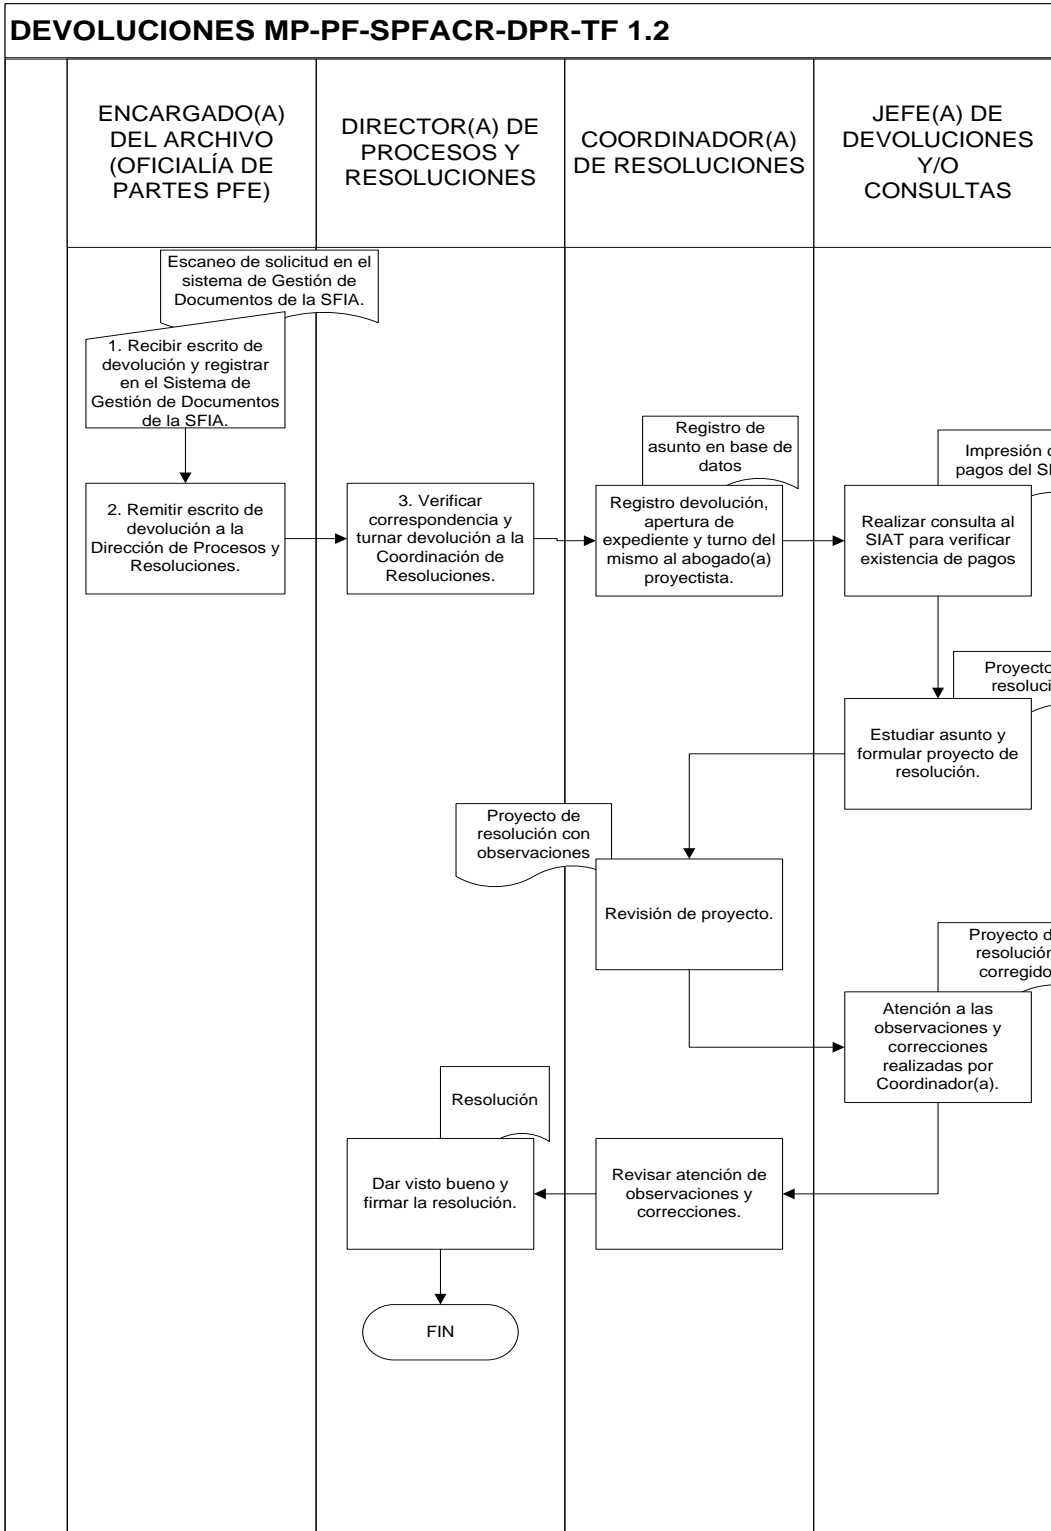 DEVOLUCIONES MP-PF-SPFACR-DPR-TF 1.2
ENCARGADO(A)
DEL ARCHIVO
(OFICIALÍA DE
PARTES PFE)
DIRECTOR(A) DE
PROCESOS Y
RESOLUCIONES
COORDINADOR(A)
DE RESOLUCIONES
JEFE(A) DE
DEVOLUCIONES
Y/O
CONSULTAS
Escaneo de solicitud en el
sistema de Gestión de
Documentos de la SFIA.
1. Recibir escrito de
devolución y registrar
en el Sistema de
Gestión de Documentos
de la SFIA.
2. Remitir escrito de
devolución a la
Dirección de Procesos y
Resoluciones.
3. Verificar
correspondencia y
turnar devolución a la
Coordinación de
Resoluciones.
Registro de
asunto en base de
datos
Registro devolución,
apertura de
expediente y turno del
mismo al abogado(a)
proyectista.
Impresión
pagos del
Realizar consulta al
SIAT para verificar
existencia de pagos
Proyecto
Estudiar asunto y
formular proyecto de
resolución.
Proyecto de
resolución con
observaciones
Revisión de proyecto.
Proyecto
resolución
corregido
Atención a las
observaciones y
correcciones
realizadas por
Coordinador(a).
Resolución
Dar visto bueno y
firmar la resolución.
Revisar atención de
observaciones y
correcciones.
FIN